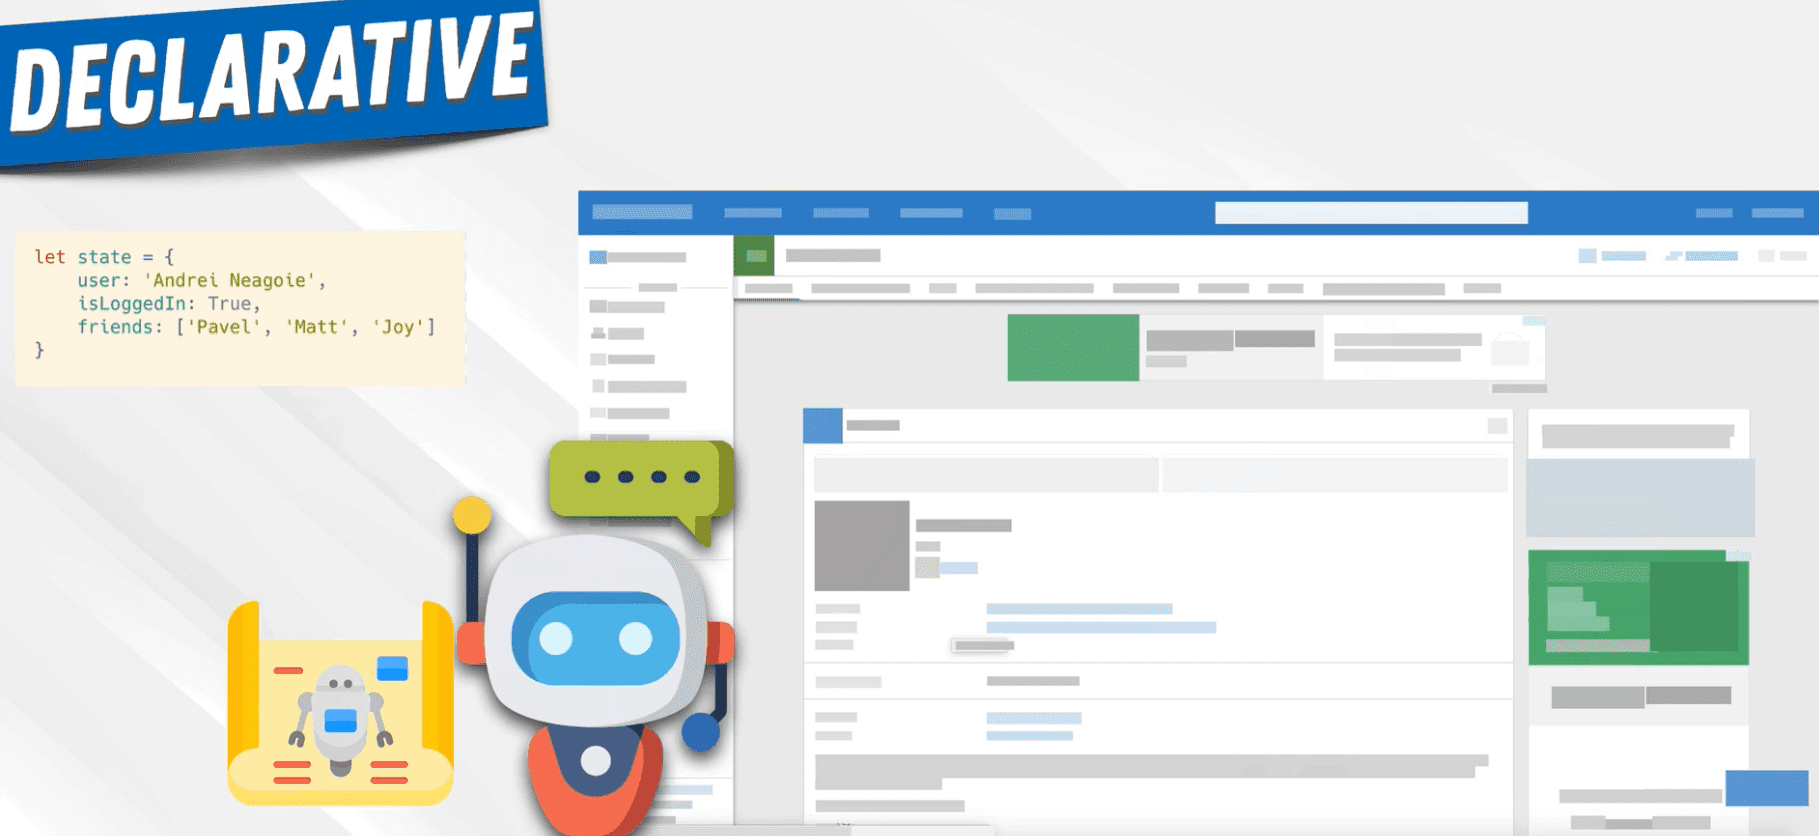 DECLARATIVE
let state = {
    user: 'Andrei Neagoie',
    isLoggedIn: True,
    friends: ['Pavel', 'Matt', 'Joy']
}